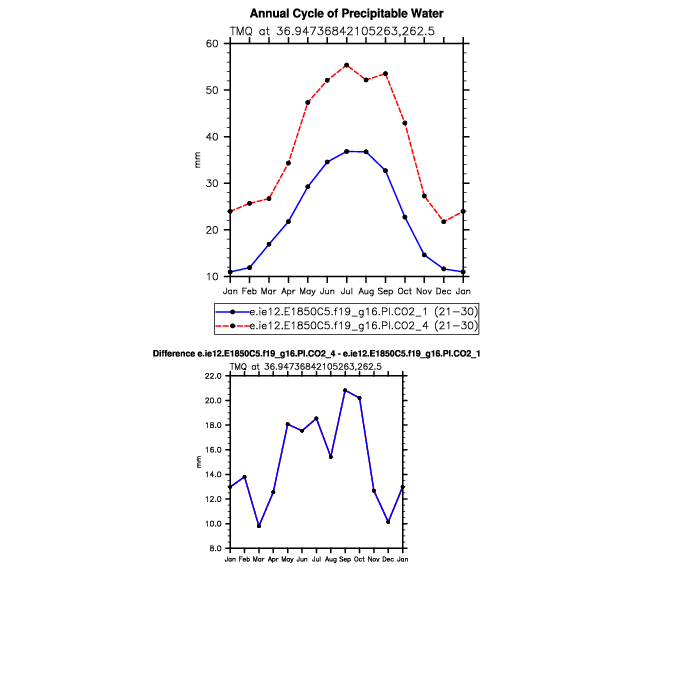 Annual Cycle of Precipitable Water
TMQ at 36.94736842105263,262.5
60
50
40
30
20
10
mm
Jan Feb Mar Apr May Jun Jul Aug Sep Oct Nov Dec Jan
e.ie12.E1850C5.f19_g16.PI.CO2_1 (21-30)
e.ie12.E1850C5.f19_g16.PI.CO2_4 (21-30)
Difference e.ie12.E1850C5.f19_g16.PI.CO2_4 - e.ie12.E1850C5.f19_g16.PI.CO2_1
TMQ at 36.94736842105263,262.5
22.0
20.0
18.0
16.0
14.0
12.0
10.0
8.0
mm
Jan Feb Mar Apr May Jun Jul Aug Sep Oct Nov Dec Jan